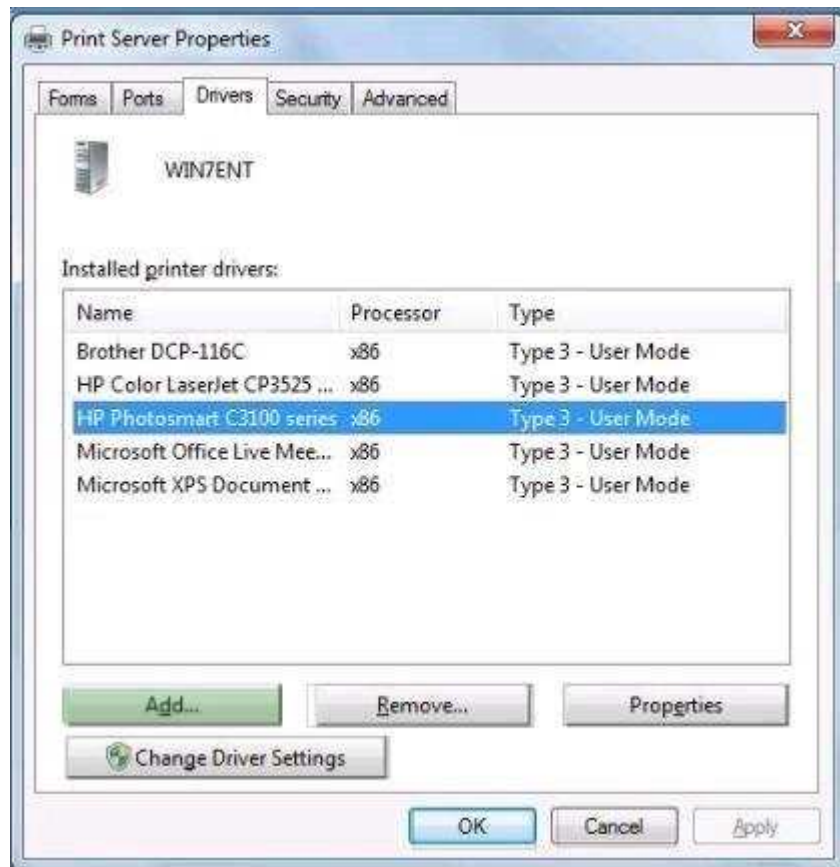 Print Server Properties
Forms Ports Drivers Security Advanced
WIN7ENT
Installed printer drivers:
Name Processor Type
Brother DCP-116C x86 Type 3 - User Mode
HP Color LaserJet CP3525 ... x86 Type 3 - User Mode
HP Photosmart C3100 series x86 Type 3 - User Mode
Microsoft Office Live Mee... x86 Type 3 - User Mode
Microsoft XPS Document ... x86 Type 3 - User Mode
Add... Remove... Properties
Change Driver Settings
OK Cancel Apply